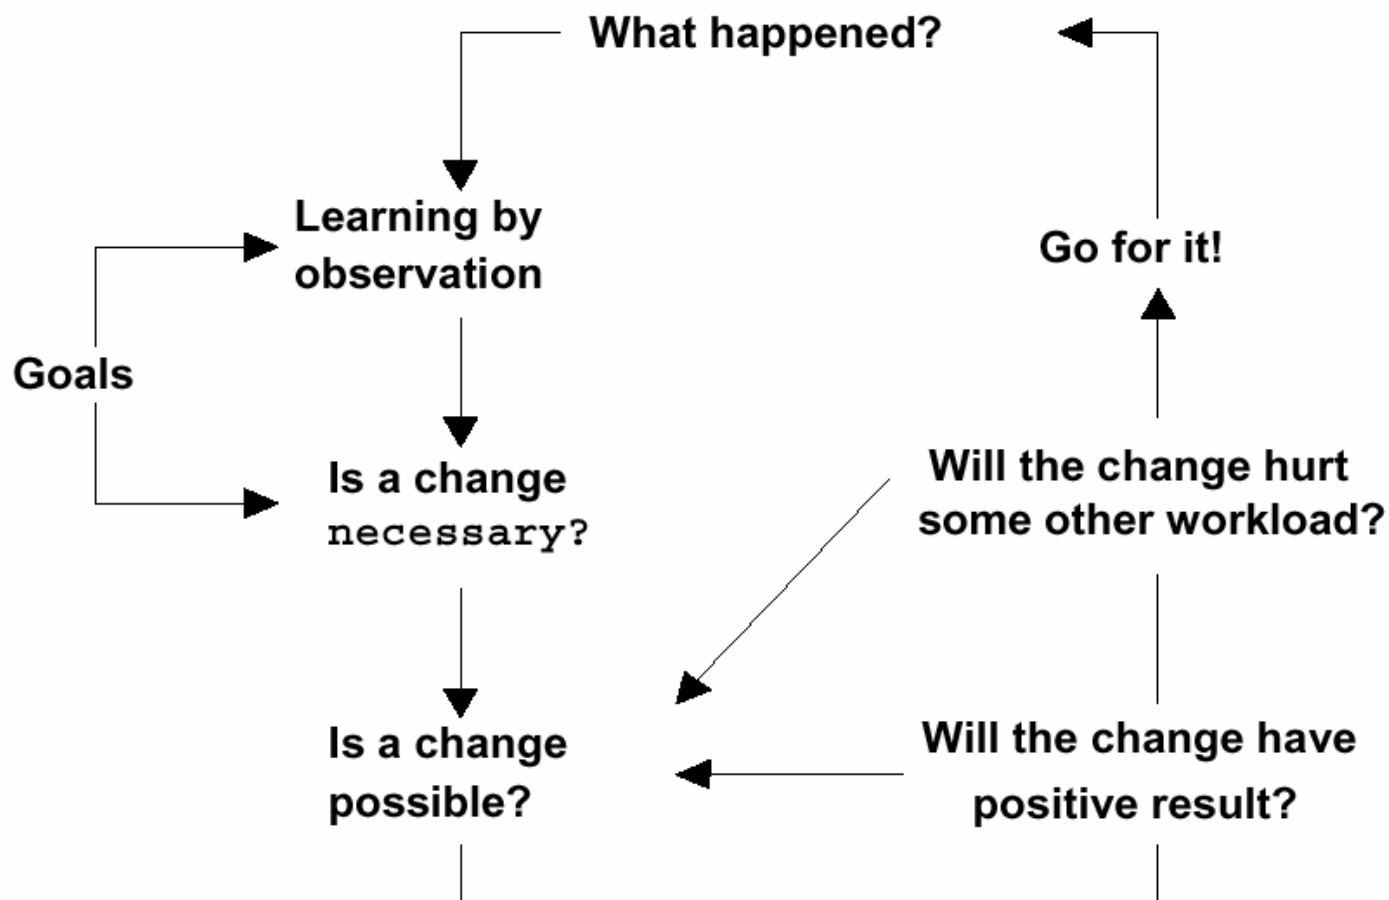 What happened?
Learning by
observation
Go for it!
Goals
Is a change
necessary?
Will the change hurt
some other workload?
Is a change
possible?
Will the change have
positive result?